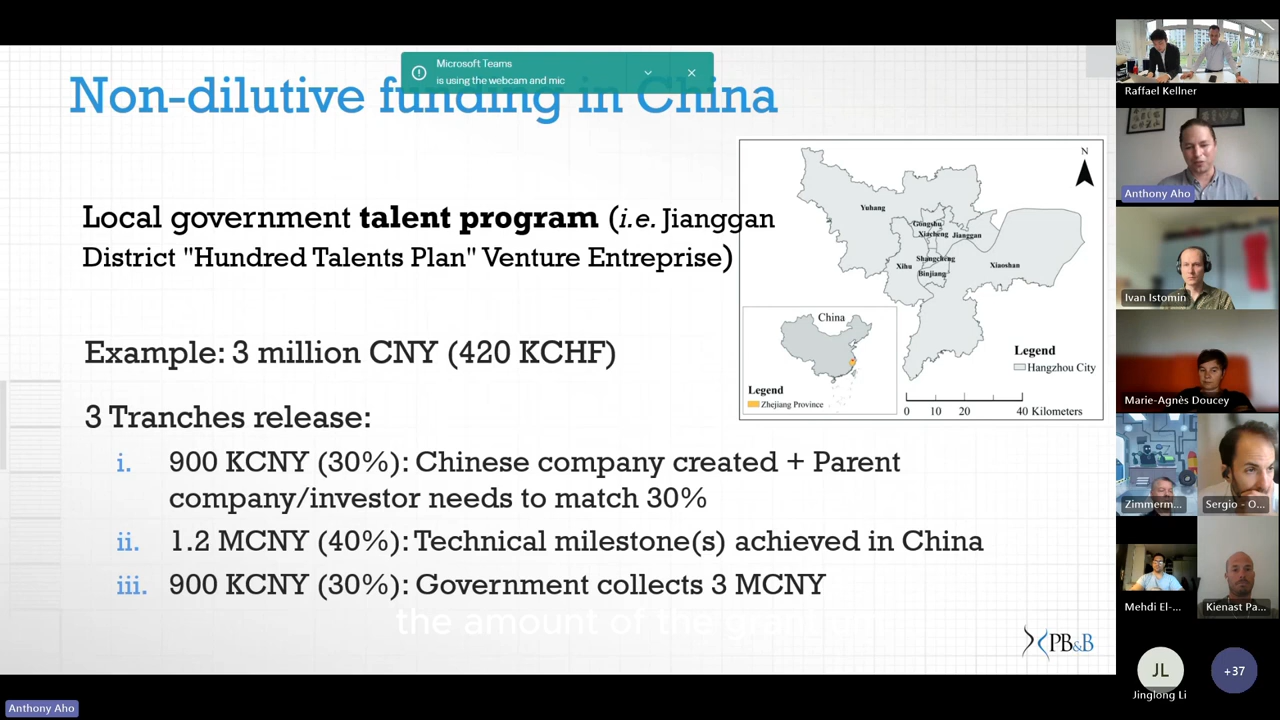 Microsoft Teams
is using the webcam and mic
Non-dilutive funding in China
Local government talent program (i.e. Jianggan
District "Hundred Talents Plan" Venture Entreprise)
Example: 3 million CNY (420 KCHF)
3 Tranches release:
i. 900 KCNY (30%): Chinese company created + Parent
company/investor needs to match 30%
ii. 1.2 MCNY (40%): Technical milestone(s) achieved in China
iii. 900 KCNY (30%): Government collects 3 MCNY
the amount of the grant
N
Yuhang
Gongshu
Xiacheng
Jianggan
Shangcheng
Xihu
Binjiang
Xiaoshan
China
Legend
Zhejiang Province
Legend
Hangzhou City
0 10 20 40 Kilometers
PB&B
Raffael Kellner
Anthony Aho
Ivan Istomin
Marie-Agnès Doucey
Zimmerm...
Sergio - O...
Mehdi El-...
Kienast Pa...
JL
Jinglong Li
+37
Anthony Aho